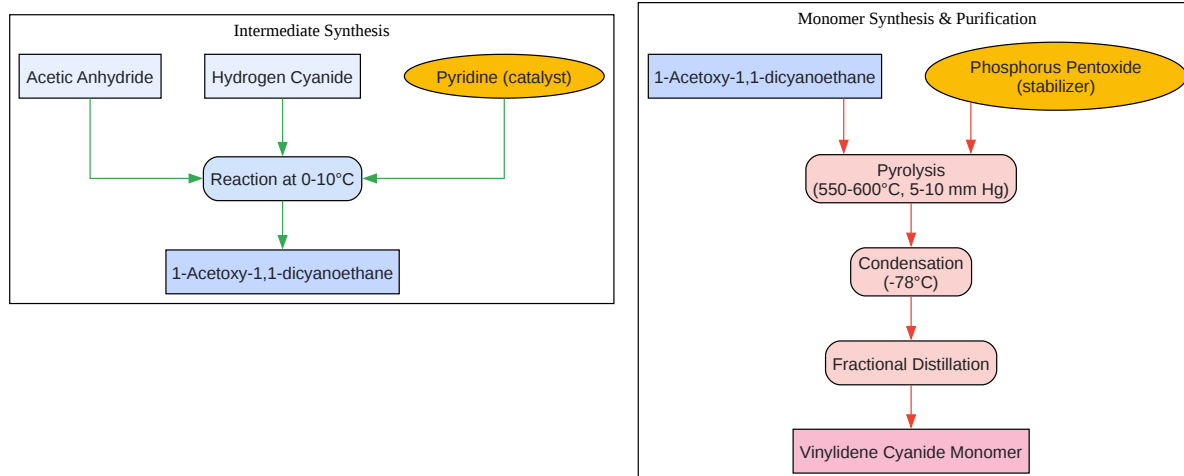 Intermediate Synthesis
Acetic Anhydride
Hydrogen Cyanide
Pyridine (catalyst)
Reaction at 0-10°C
1-Acetoxy-1,1-dicyanoethane
Monomer Synthesis & Purification
1-Acetoxy-1,1-dicyanoethane
Phosphorus Pentoxide
(stabilizer)
Pyrolysis
(550-600°C, 5-10 mm Hg)
Condensation
(-78°C)
Fractional Distillation
Vinylidene Cyanide Monomer